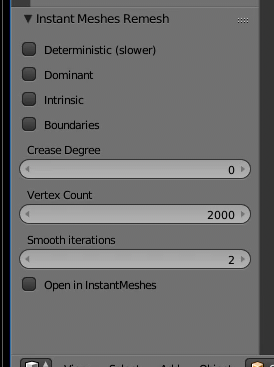 Instant Meshes Remesh
Deterministic (slower)
Dominant
Intrinsic
Boundaries
Crease Degree
0
Vertex Count
2000
Smooth iterations
2
Open in InstantMeshes